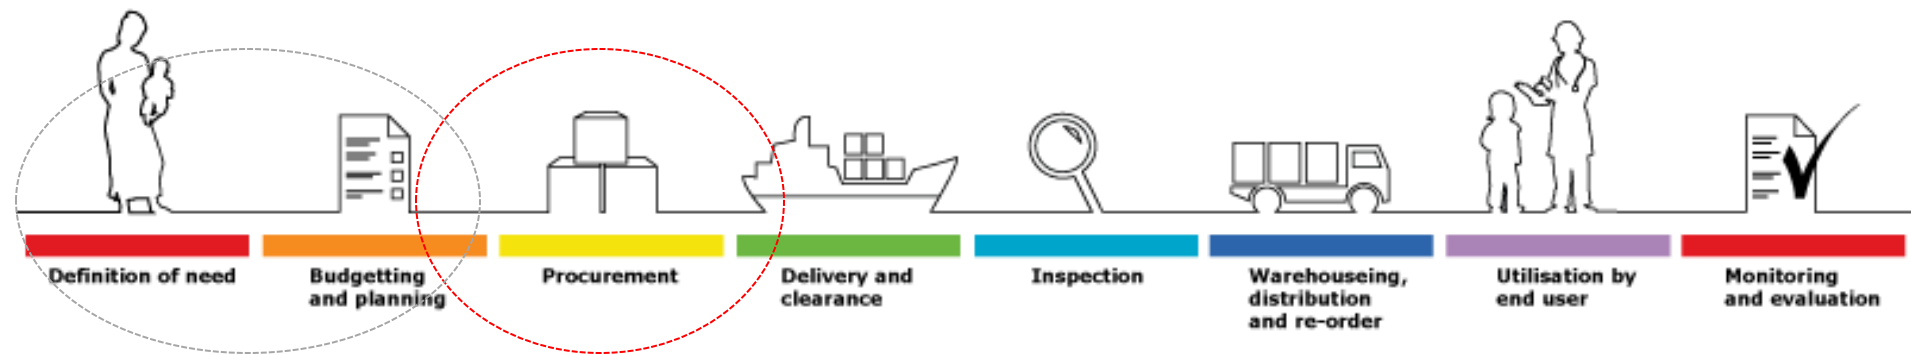 Definition of need
Budgetting
and planning
Procurement
Delivery and
clearance
Inspection
Warehouseing,
distribution
and re-order
Utilisation by
end user
Monitoring
and evaluation